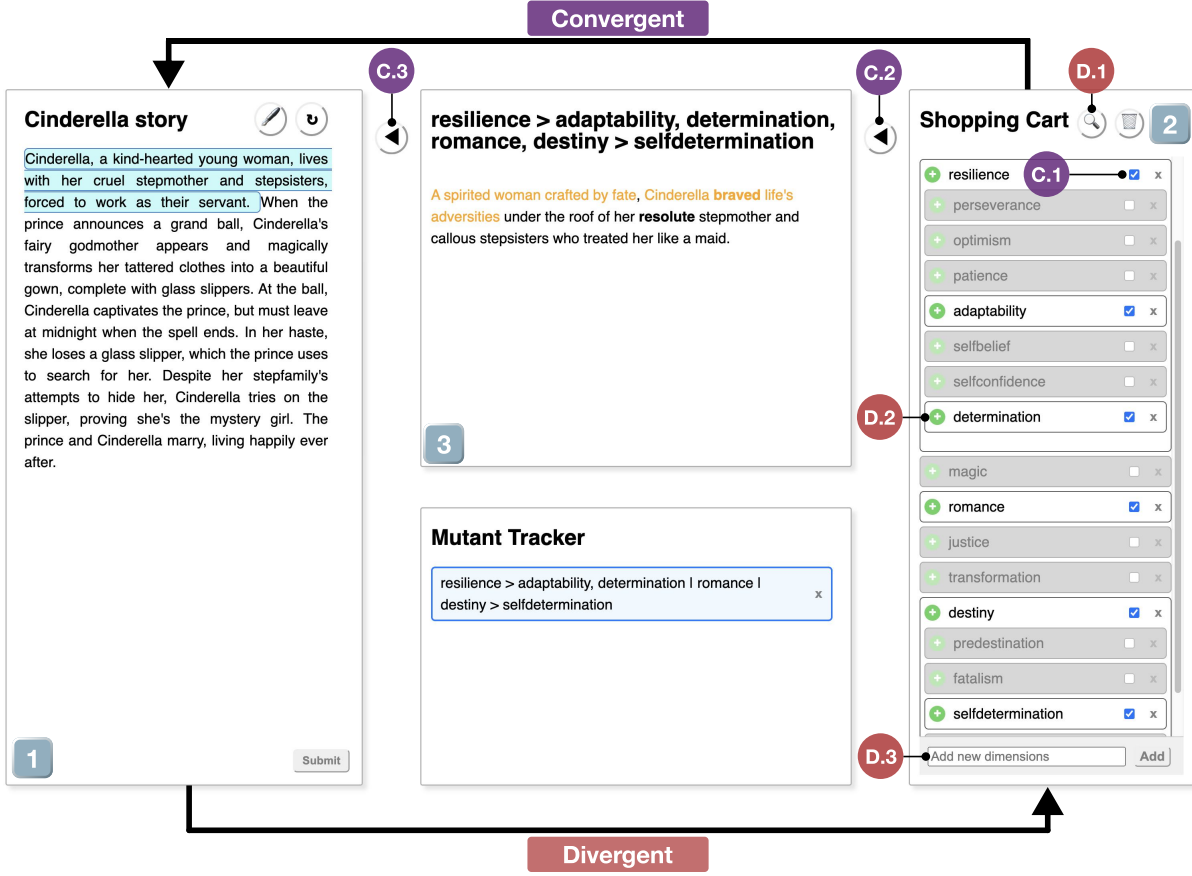 Convergent
C.3
C.2
D.1
Cinderella story
Cinderella, a kind-hearted young woman, lives
with her cruel stepmother and stepsisters,
forced to work as their servant. When the
prince announces a grand ball, Cinderella's
fairy godmother appears and magically
transforms her tattered clothes into a beautiful
gown, complete with glass slippers. At the ball,
Cinderella captivates the prince, but must leave
at midnight when the spell ends. In her haste,
she loses a glass slipper, which the prince uses
to search for her. Despite her stepfamily's
attempts to hide her, Cinderella tries on the
slipper, proving she's the mystery girl. The
prince and Cinderella marry, living happily ever
after.
1
Submit
resilience > adaptability, determination,
romance, destiny > selfdetermination
A spirited woman crafted by fate, Cinderella braved life's
adversities under the roof of her resolute stepmother and
callous stepsisters who treated her like a maid.
3
Mutant Tracker
resilience > adaptability, determination | romance |
destiny > selfdetermination
x
Shopping Cart
2
resilience C.1 x
perseverance x
optimism x
patience x
adaptability x
selfbelief x
selfconfidence x
D.2 determination x
magic x
romance x
justice x
transformation x
destiny x
predestination x
fatalism x
selfdetermination x
D.3 Add new dimensions Add
Divergent